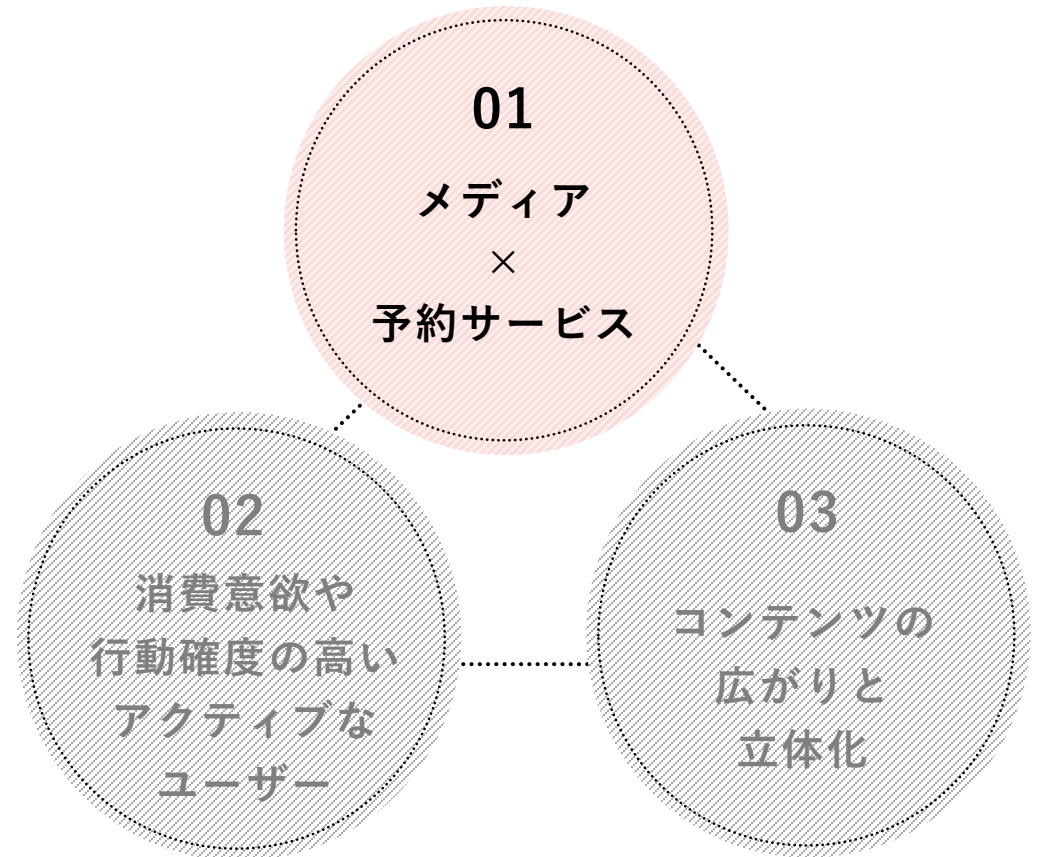 01
メディア
×
予約サービス
02
消費意欲や
行動確度の高い
アクティブな
ユーザー
03
コンテンツの
広がりと
立体化